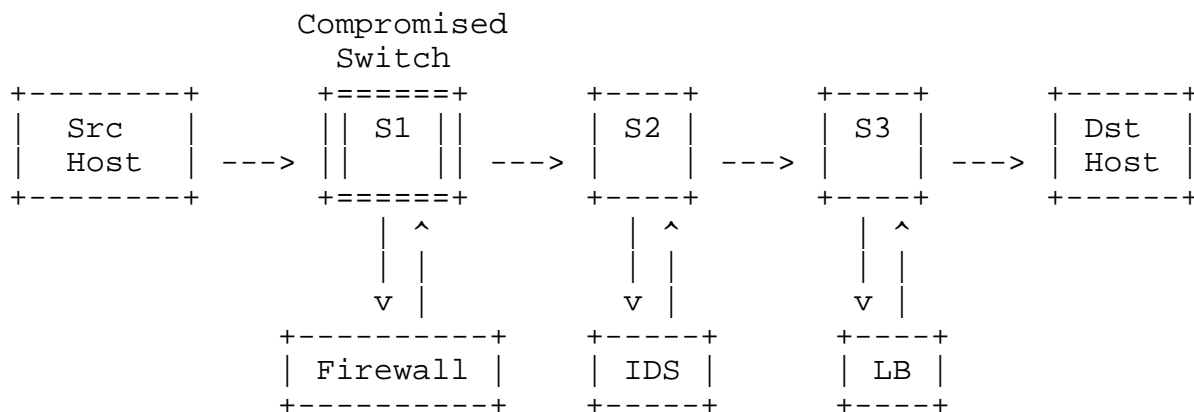 Compromised
Switch
+--------+ +======+ +----+ +----+ +------+
| Src | || S1 || | S2 | | S3 | | Dst |
| Host | ---> || || ---> | | ---> | | ---> | Host |
+--------+ +======+ +----+ +----+ +------+
| ^ | ^ | ^
| | | | | |
v | v | v |
+----------+ +-----+ +----+
| Firewall | | IDS | | LB |
+----------+ +-----+ +----+